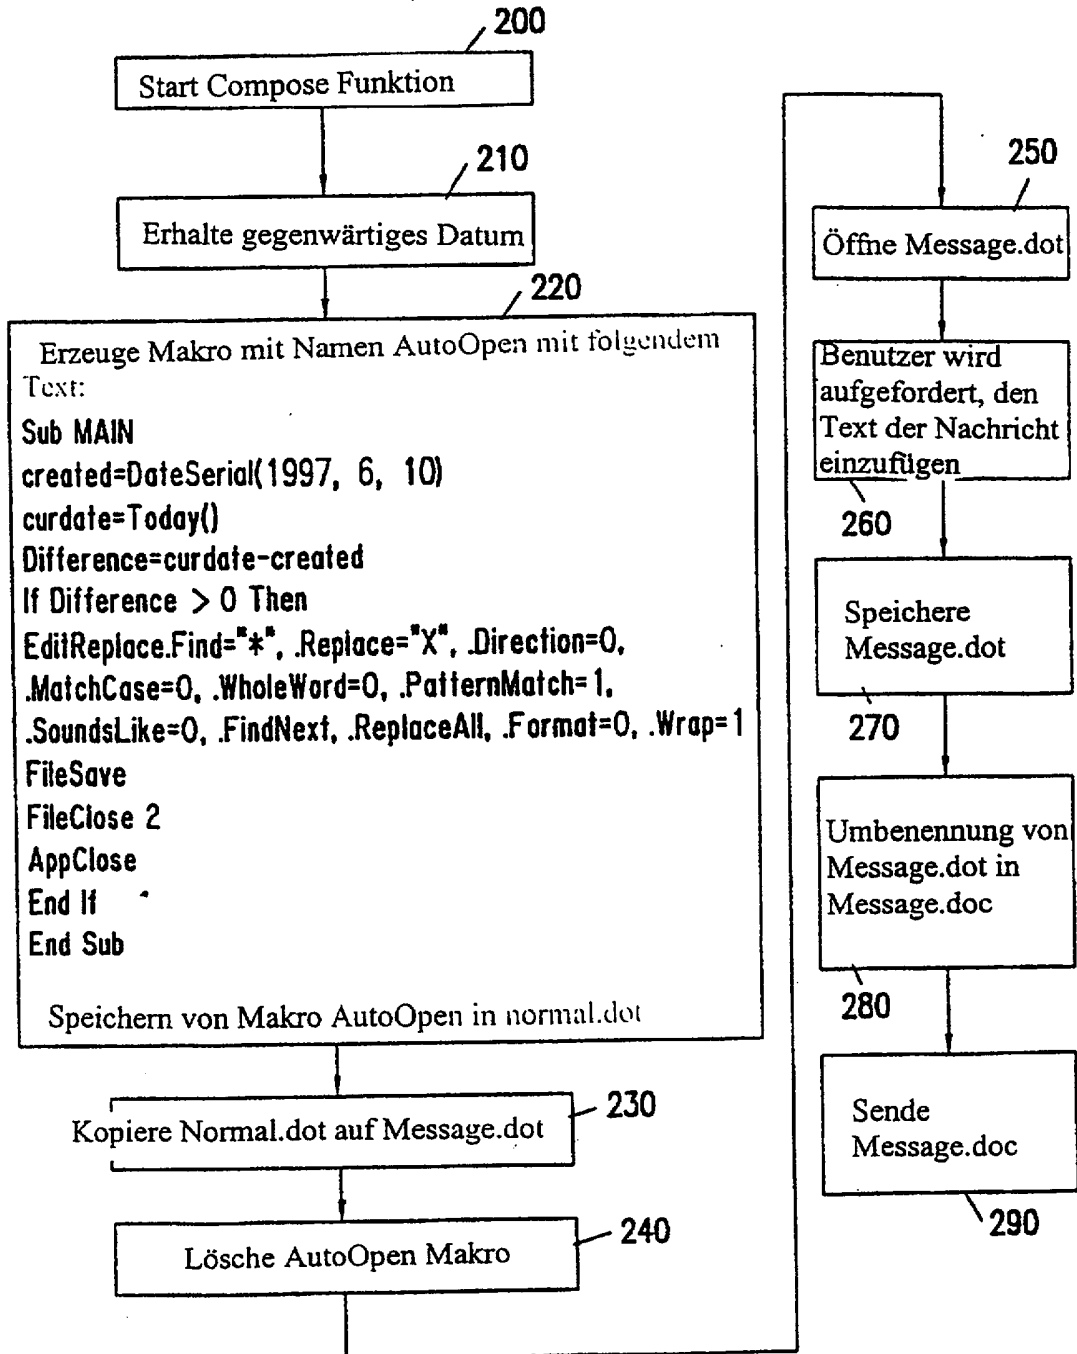 200
Start Compose Funktion
210
Erhalte gegenwärtiges Datum
220
Erzeuge Makro mit Namen AutoOpen mit folgendem
Text:
Sub MAIN
created=DateSerial(1997, 6, 10)
curdate=Today()
Difference=curdate-created
If Difference > 0 Then
EditReplace.Find="*", .Replace="X", .Direction=0,
.MatchCase=0, .WholeWord=0, .PatternMatch=1,
.SoundsLike=0, .FindNext, .ReplaceAll, .Format=0, .Wrap=1
FileSave
FileClose 2
AppClose
End If
End Sub
Speichern von Makro AutoOpen in normal.dot
230
Kopiere Normal.dot auf Message.dot
240
Lösche AutoOpen Makro
250
Öffne Message.dot
Benutzer wird
aufgefordert, den
Text der Nachricht
einzufügen
260
Speichere
Message.dot
270
Umbenennung von
Message.dot in
Message.doc
280
Sende
Message.doc
290